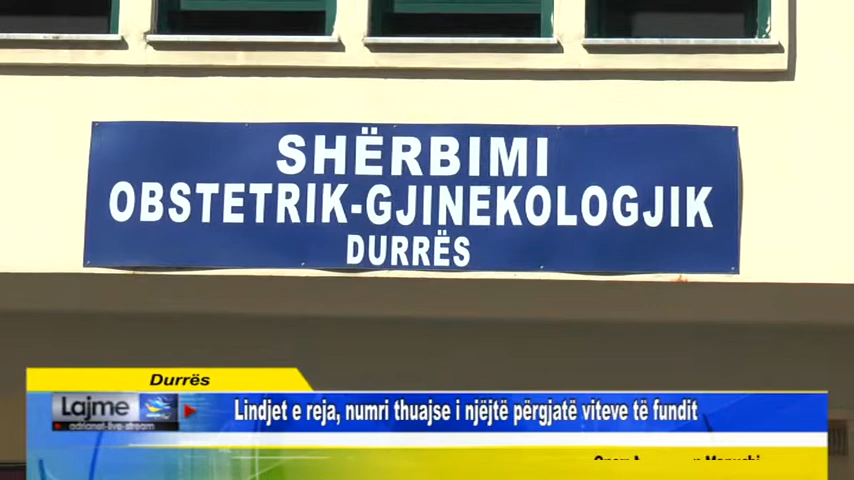 SHËRBIMI
OBSTETRIK-GJINEKOLOGJIK
DURRËS
Durrës
Lajme
adrianet-live-stream
Lindjet e reja, numri thuajse i njëjtë përgjatë viteve të fundit